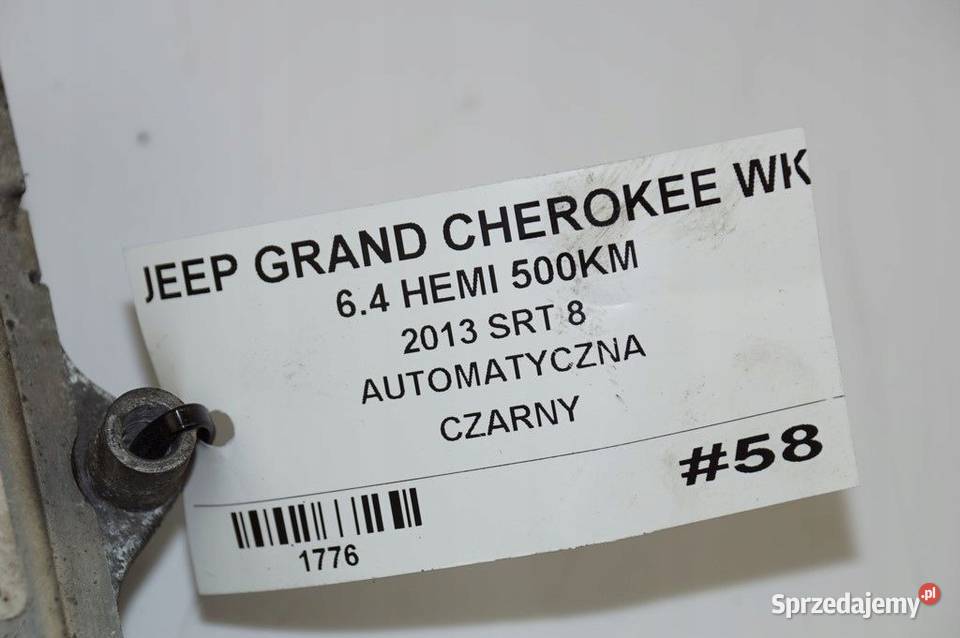 JEEP GRAND CHEROKEE WK
6.4 HEMI 500KM
2013 SRT 8
AUTOMATYCZNA
CZARNY
#58
1776
Sprzedajemy.pl